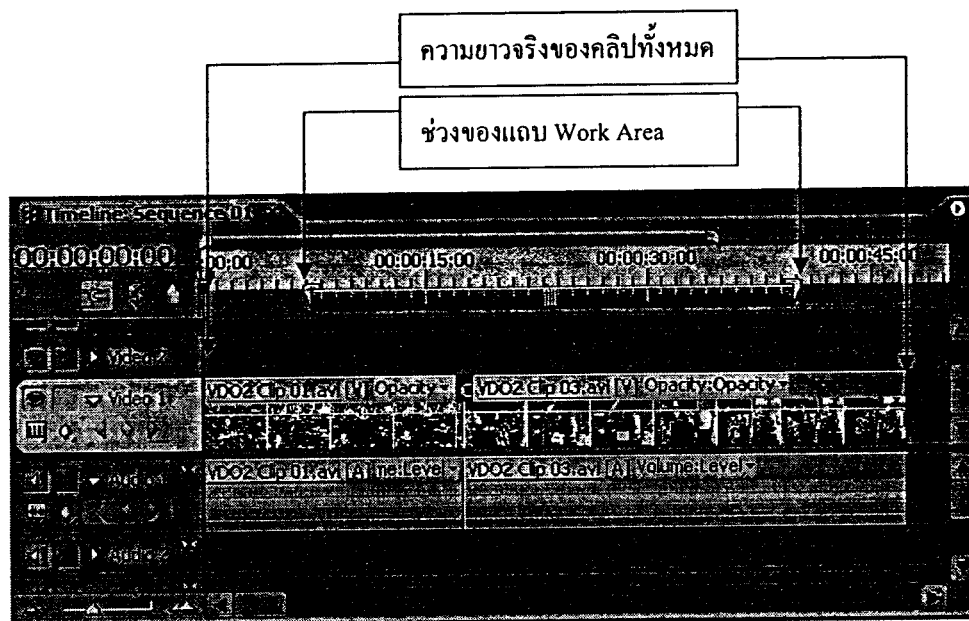 ความยาวจริงของคลิปทั้งหมด
ช่วงของแถบ Work Area
Timeline: Sequence 01
00:00:00:00
00:00
00:00:15:00
00:00:30:00
00:00:45:00
Video 2
Video 1
VDO2 Clip 01.avi [V] Opacity
VDO2 Clip 03.avi [V] Opacity:Opacity
Audio 1
VDO2 Clip 01.avi [A] me:Level
VDO2 Clip 03.avi [A] Volume:Level
Audio 2